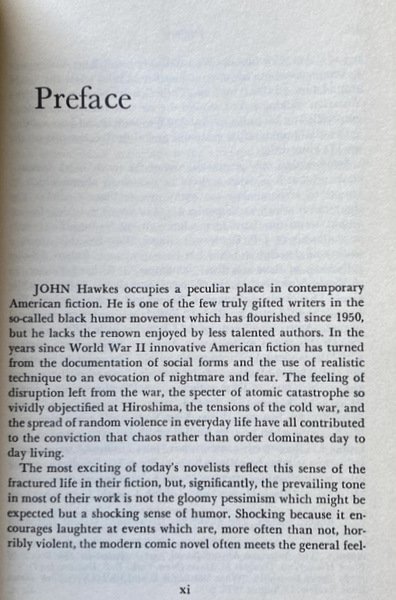 Preface
JOHN Hawkes occupies a peculiar place in contemporary
American fiction. He is one of the few truly gifted writers in the
so-called black humor movement which has flourished since 1950,
but he lacks the renown enjoyed by less talented authors. In the
years since World War II innovative American fiction has turned
from the documentation of social forms and the use of realistic
technique to an evocation of nightmare and fear. The feeling of
disruption left from the war, the specter of atomic catastrophe so
vividly objectified at Hiroshima, the tensions of the cold war, and
the spread of random violence in everyday life have all contributed
to the conviction that chaos rather than order dominates day to
day living.
The most exciting of today's novelists reflect this sense of the
fractured life in their fiction, but, significantly, the prevailing tone
in most of their work is not the gloomy pessimism which might be
expected but a shocking sense of humor. Shocking because it en-
courages laughter at events which are, more often than not, hor-
ribly violent, the modern comic novel often meets the general feel-
xi